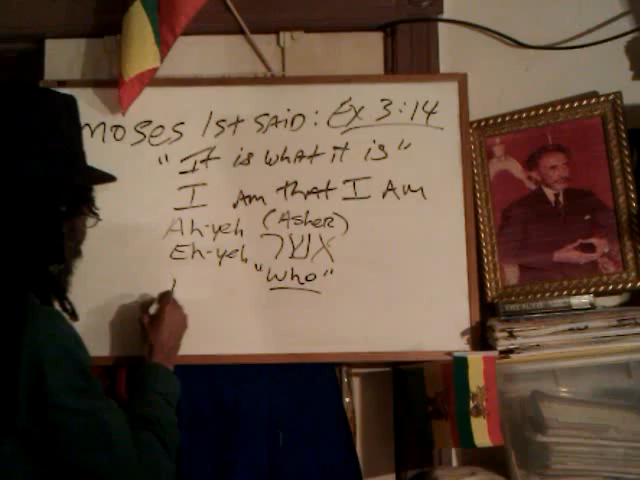 MOSES 1st SAID: Ex 3:14
"It is what it is"
I am that I Am
Ah-yeh (Asher)
Eh-yeh אשר
"Who"